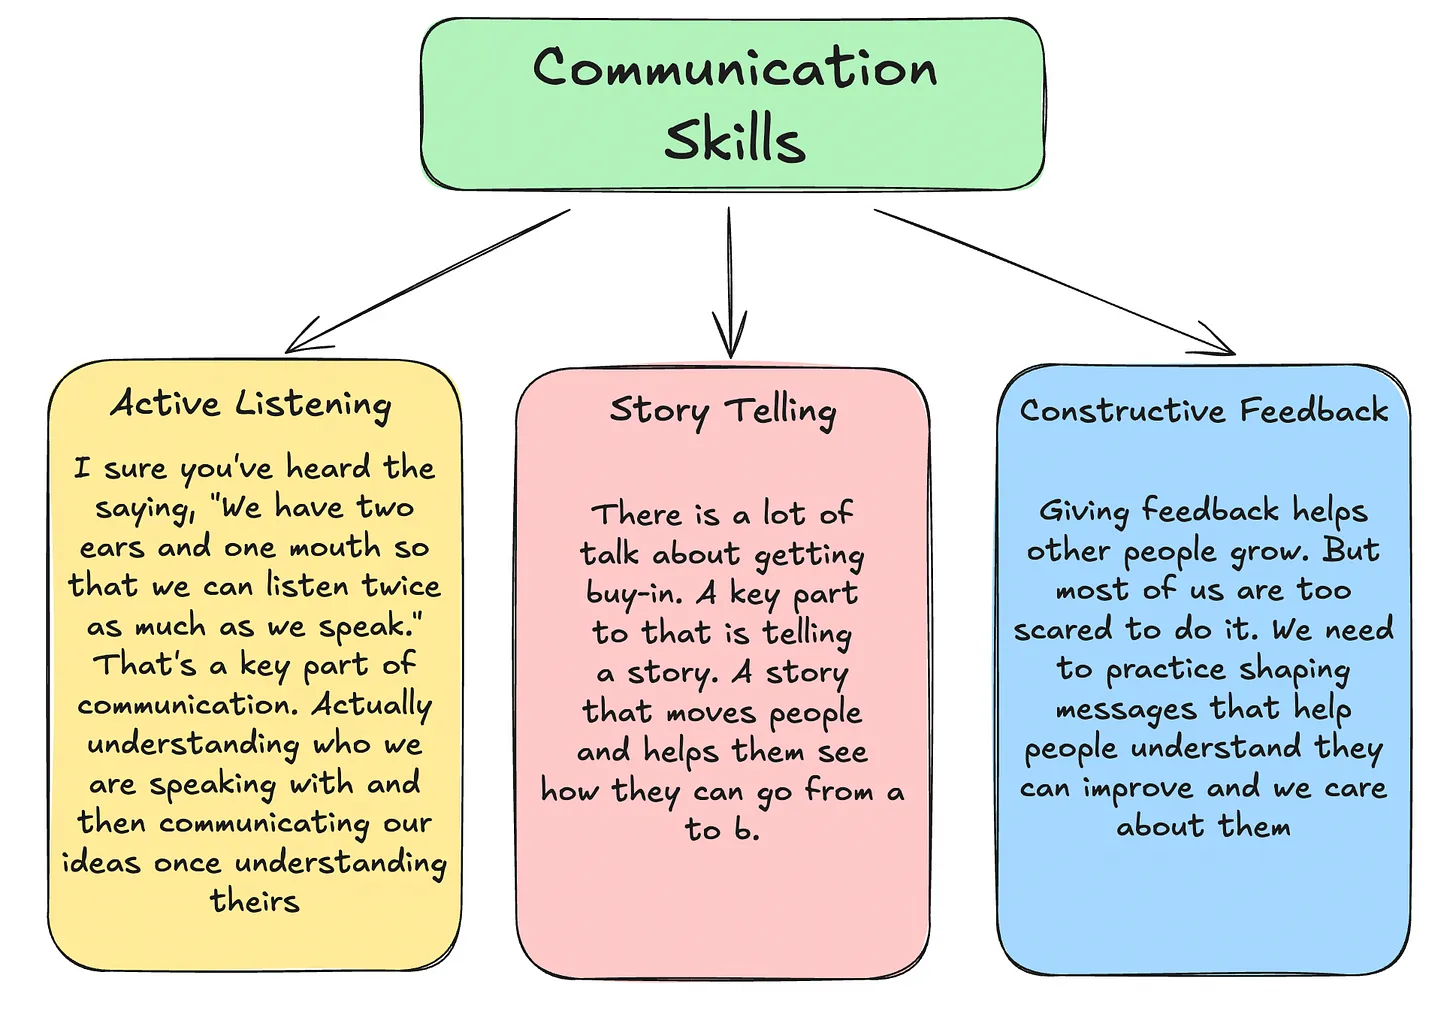 Communication
Skills
Active Listening
I sure you've heard the
saying, "We have two
ears and one mouth so
that we can listen twice
as much as we speak."
That's a key part of
communication. Actually
understanding who we
are speaking with and
then communicating our
ideas once understanding
theirs
Story Telling
There is a lot of
talk about getting
buy-in. A key part
to that is telling
a story. A story
that moves people
and helps them see
how they can go from a
to b.
Constructive Feedback
Giving feedback helps
other people grow. But
most of us are too
scared to do it. We need
to practice shaping
messages that help
people understand they
can improve and we care
about them